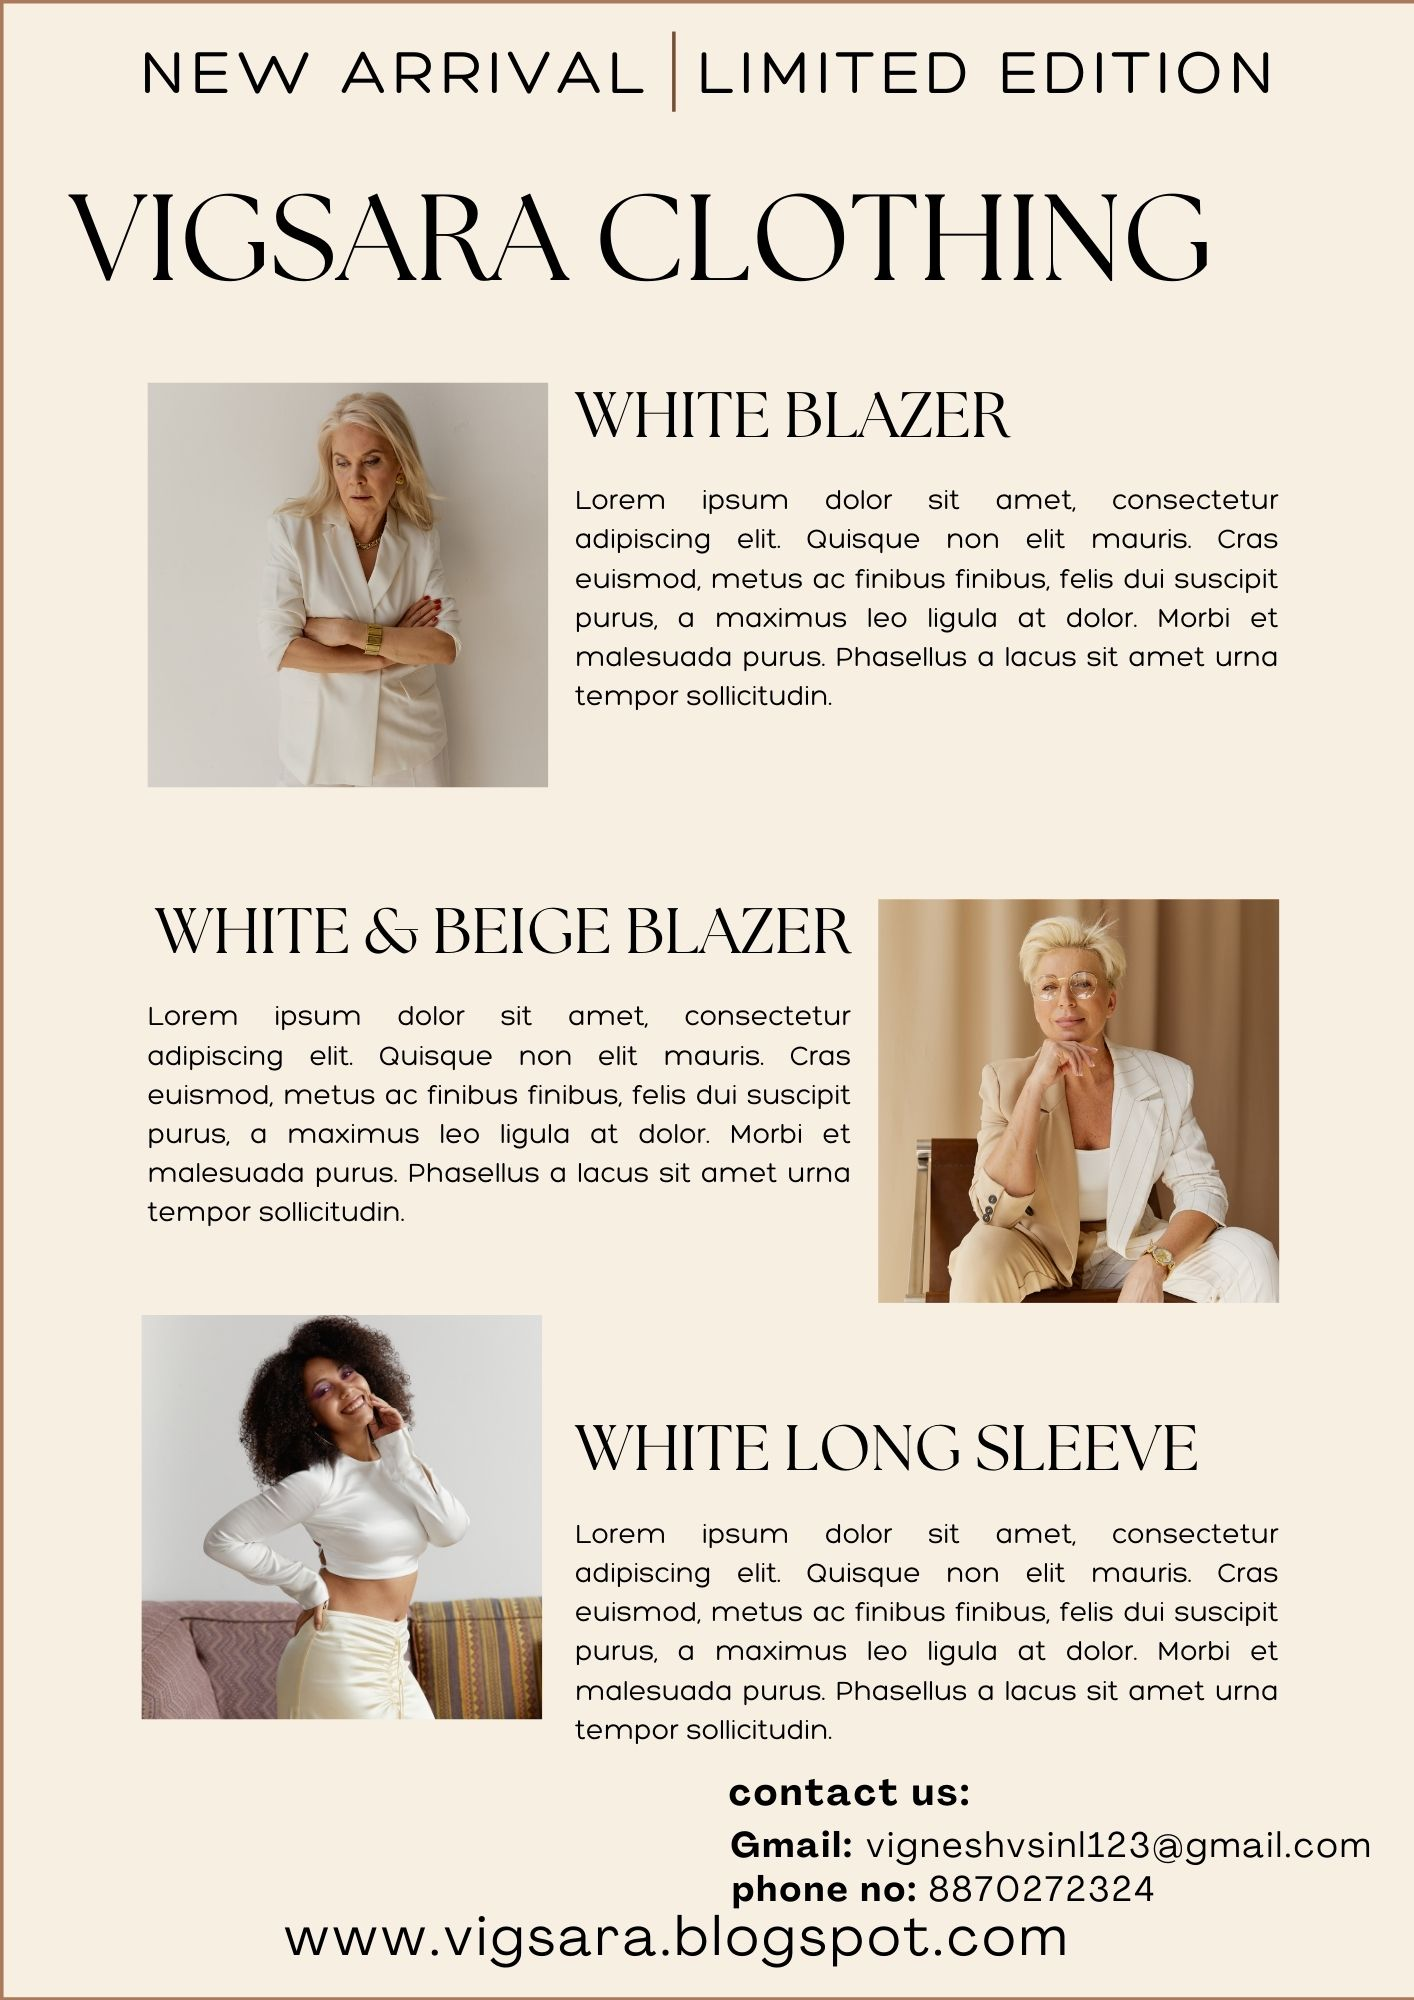 NEW ARRIVAL
LIMITED EDITION
VIGSARA CLOTHING
WHITE BLAZER
Lorem ipsum dolor sit amet, consectetur
adipiscing elit. Quisque non elit mauris. Cras
euismod, metus ac finibus finibus, felis dui suscipit
purus, a maximus leo ligula at dolor. Morbi et
malesuada purus. Phasellus a lacus sit amet urna
tempor sollicitudin.
WHITE & BEIGE BLAZER
Lorem ipsum dolor sit amet, consectetur
adipiscing elit. Quisque non elit mauris. Cras
euismod, metus ac finibus finibus, felis dui suscipit
purus, a maximus leo ligula at dolor. Morbi et
malesuada purus. Phasellus a lacus sit amet urna
tempor sollicitudin.
WHITE LONG SLEEVE
Lorem ipsum dolor sit amet, consectetur
adipiscing elit. Quisque non elit mauris. Cras
euismod, metus ac finibus finibus, felis dui suscipit
purus, a maximus leo ligula at dolor. Morbi et
malesuada purus. Phasellus a lacus sit amet urna
tempor sollicitudin.
contact us:
Gmail: vigneshvsinl123@gmail.com
phone no: 8870272324
www.vigsara.blogspot.com